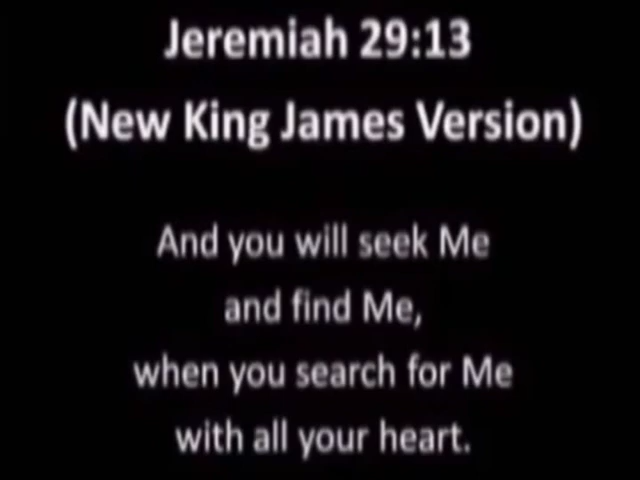 Jeremiah 29:13
(New King James Version)
And you will seek Me
and find Me,
when you search for Me
with all your heart.